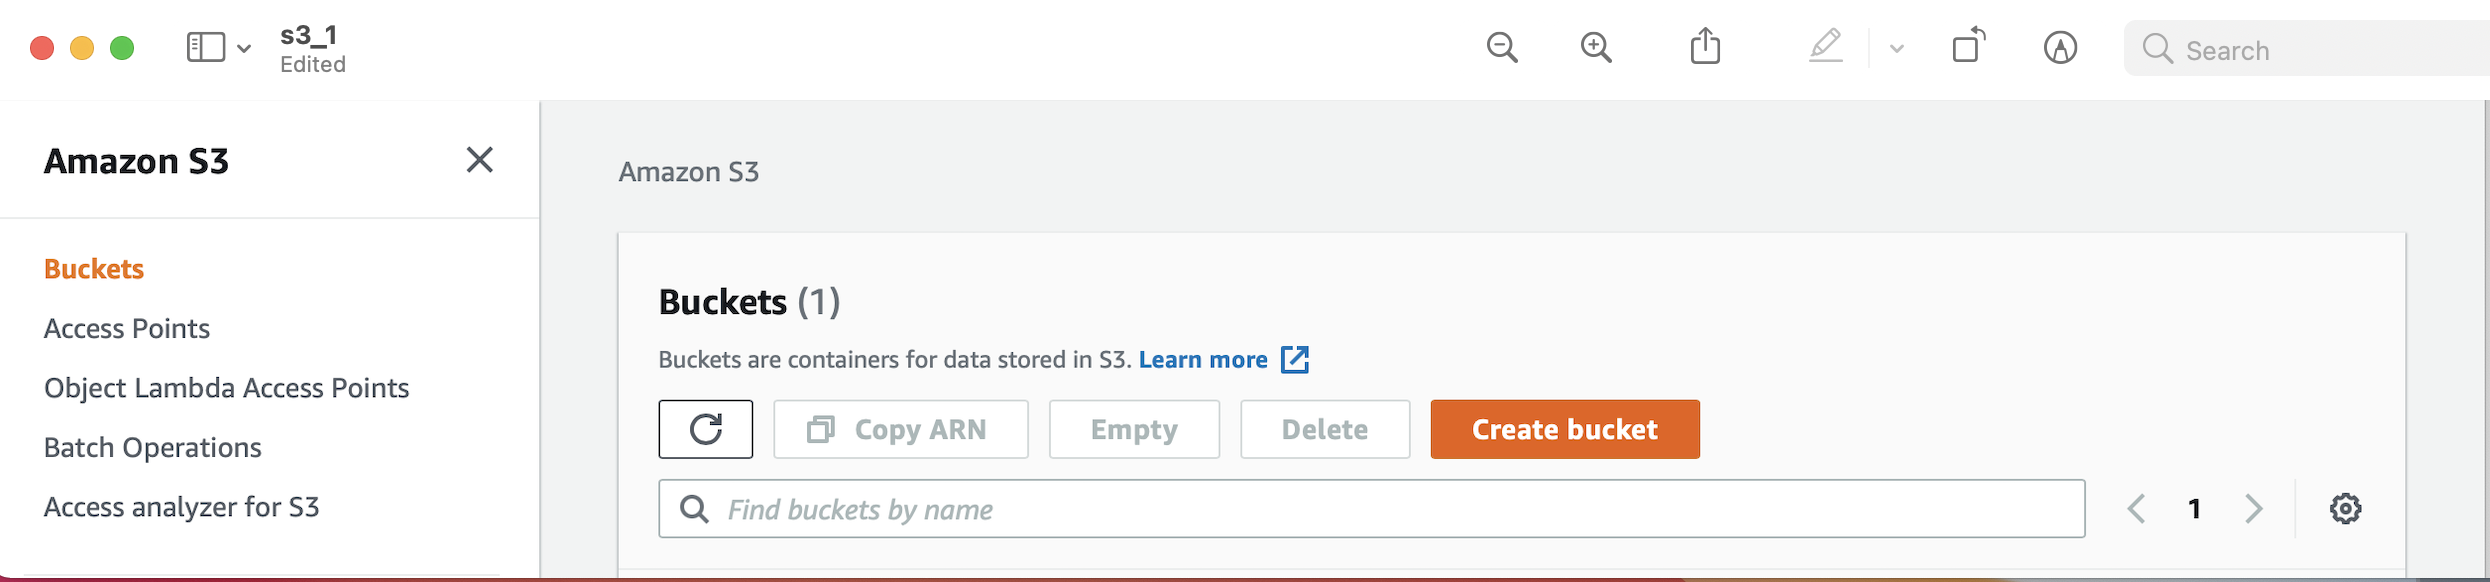 s3_1
Edited
Search
Amazon S3
Buckets
Access Points
Object Lambda Access Points
Batch Operations
Access analyzer for S3
Amazon S3
Buckets (1)
Buckets are containers for data stored in S3. Learn more
Copy ARN Empty Delete Create bucket
Find buckets by name 1